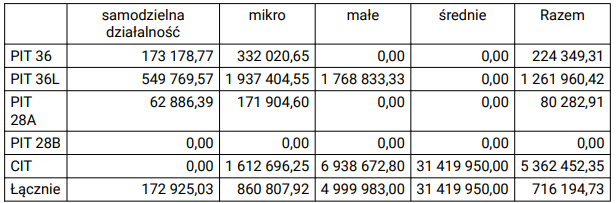 samodzielna działalność mikro małe średnie Razem
PIT 36 173 178,77 332 020,65 0,00 0,00 224 349,31
PIT 36L 549 769,57 1 937 404,55 1 768 833,33 0,00 1 261 960,42
PIT 28A 62 886,39 171 904,60 0,00 0,00 80 282,91
PIT 28B 0,00 0,00 0,00 0,00 0,00
CIT 0,00 1 612 696,25 6 938 672,80 31 419 950,00 5 362 452,35
Łącznie 172 925,03 860 807,92 4 999 983,00 31 419 950,00 716 194,73